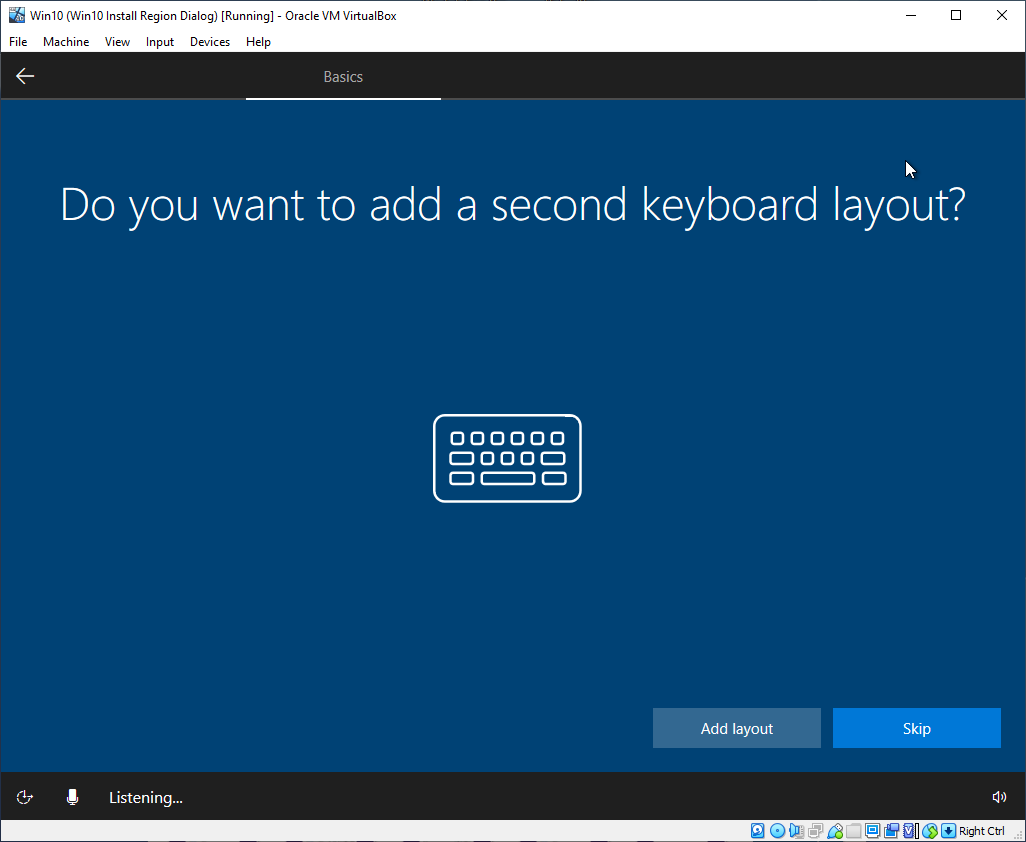 Win10 (Win10 Install Region Dialog) [Running] - Oracle VM VirtualBox
File Machine View Input Devices Help
Basics
Do you want to add a second keyboard layout?
Add layout Skip
Listening...
Right Ctrl